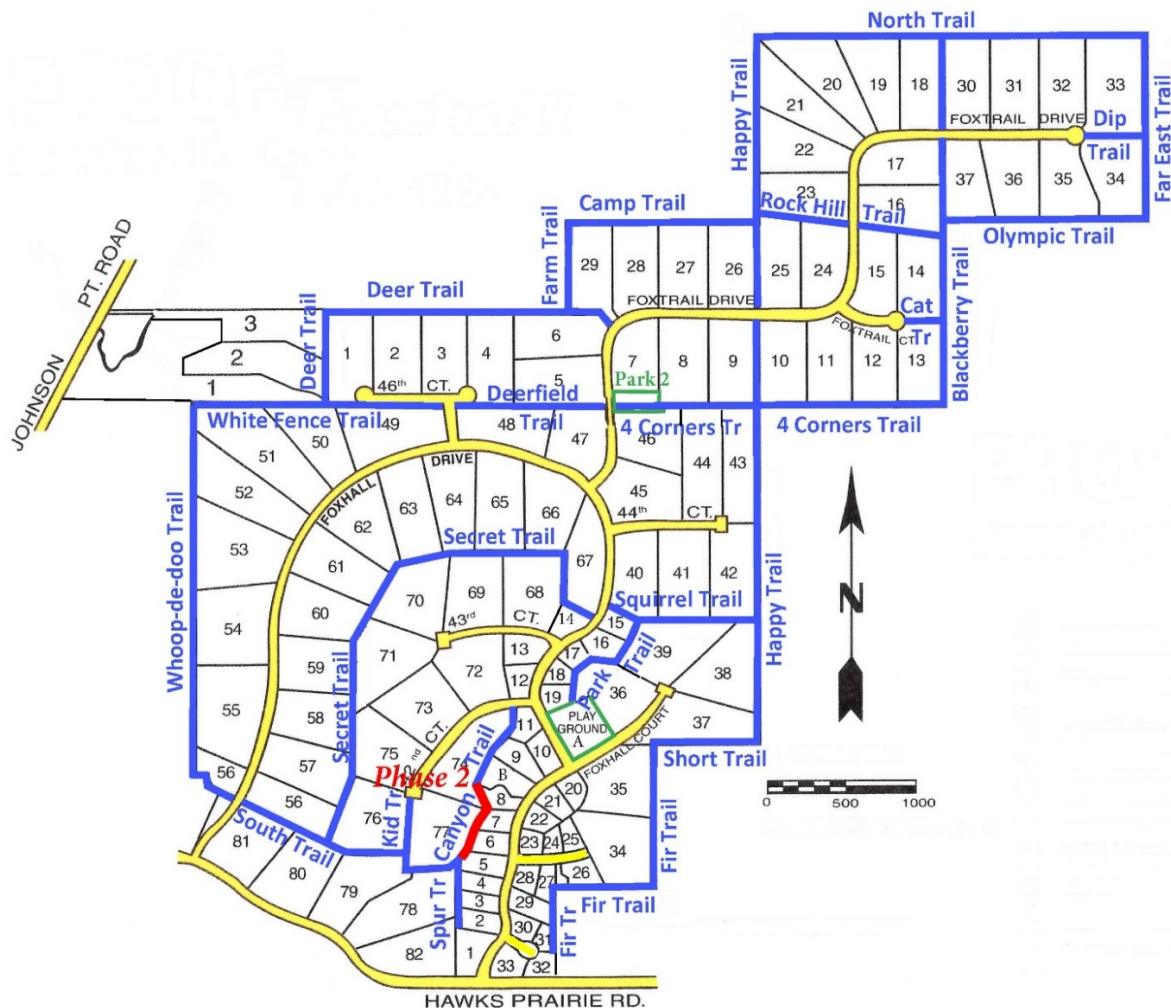 North Trail
Happy Trail
20
19
18
30
31
32
33
21
FOXTRAIL
DRIVE
Dip
Trail
Far East Trail
22
17
37
36
35
34
23
16
Rock Hill Trail
Camp Trail
Olympic Trail
Farm Trail
29
28
27
26
25
24
15
14
JOHNSON PT. ROAD
Deer Trail
Deer Trail
FOXTRAIL DRIVE
Cat
Tr
FOXTRAIL CT.
Blackberry Trail
3
2
1
1
2
3
4
6
5
7
8
9
10
11
12
13
Park 2
46th CT.
Deerfield
Trail
White Fence Trail
4 Corners Tr
4 Corners Trail
50
49
48
47
46
44
43
51
52
53
54
55
56
56
FOXHALL DRIVE
62
63
64
65
66
45
44th CT.
Whoop-de-doo Trail
61
60
59
58
57
Secret Trail
67
40
41
42
N
70
69
68
Squirrel Trail
Happy Trail
43rd CT.
14
15
16
17
13
39
38
Secret Trail
71
72
12
18
19
Park Trail
36
37
73
PLAY
GROUND
A
FOXHALL COURT
Short Trail
75
42nd CT.
74
11
10
9
B
Phase 2
8
20
21
35
0
500
1000
76
Kid Tr
77
Canyon Trail
7
6
5
4
3
2
1
22
23
24
25
26
27
28
29
30
31
32
33
34
Fir Trail
Fir Trail
Fir Tr
South Trail
81
80
79
78
82
Spur Tr
HAWKS PRAIRIE RD.